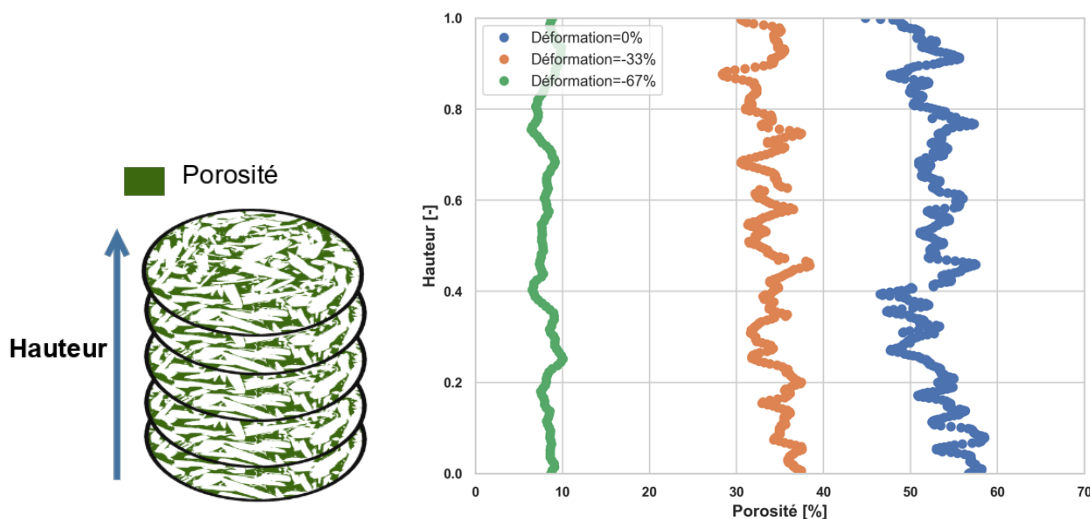 Porosité
Hauteur
Déformation=0%
Déformation=-33%
Déformation=-67%
Hauteur [-]
1.0
0.8
0.6
0.4
0.2
0.0
0 10 20 30 40 50 60 70
Porosité [%]